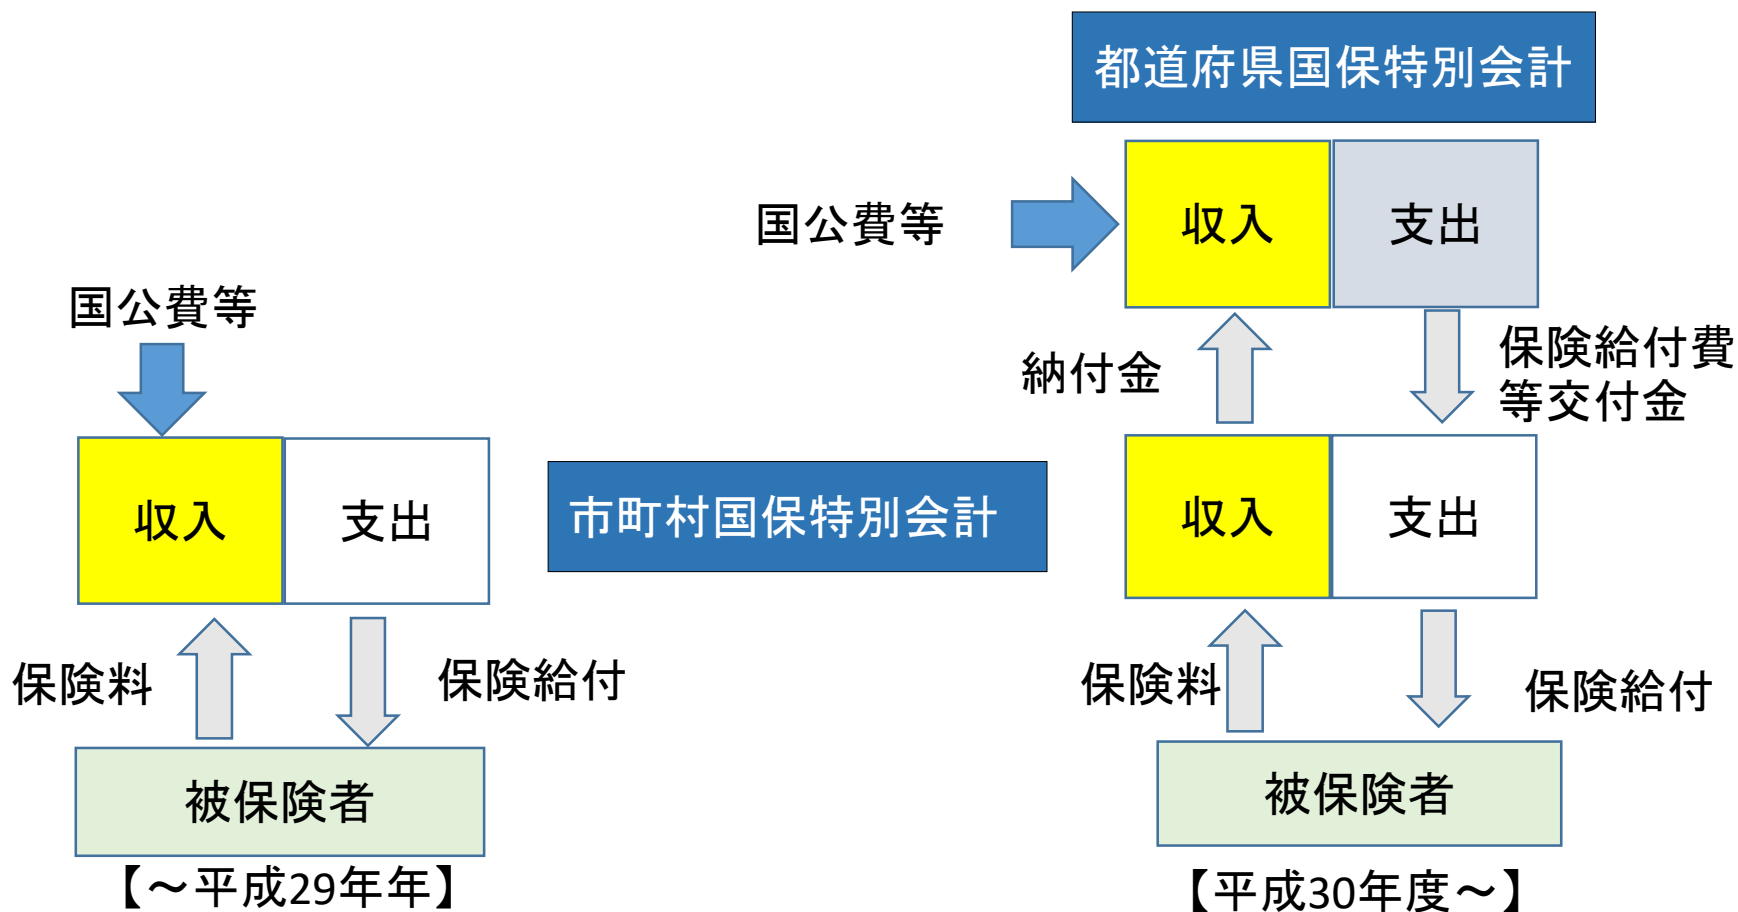 都道府県国保特別会計
国公費等
収入
支出
納付金
保険給付費
等交付金
国公費等
収入
支出
市町村国保特別会計
収入
支出
保険料
保険給付
保険料
保険給付
被保険者
被保険者
【～平成29年年】
【平成30年度～】